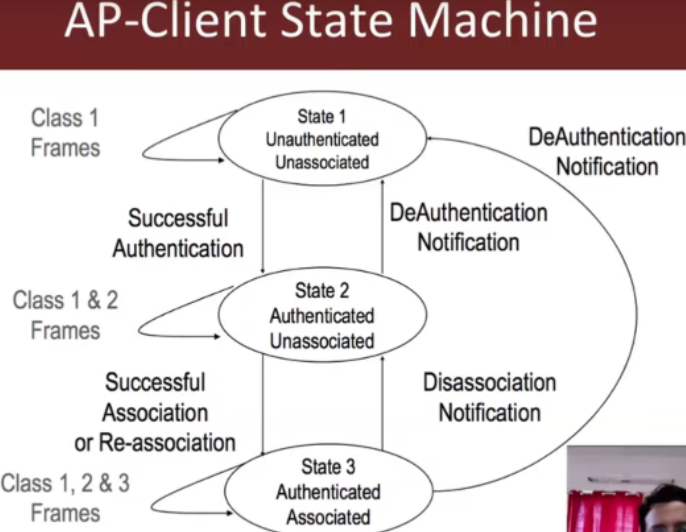 AP-Client State Machine
Class 1
Frames
State 1
Unauthenticated
Unassociated
DeAuthentication
Notification
Successful
Authentication
DeAuthentication
Notification
Class 1 & 2
Frames
State 2
Authenticated
Unassociated
Successful
Association
or Re-association
Disassociation
Notification
Class 1, 2 & 3
Frames
State 3
Authenticated
Associated